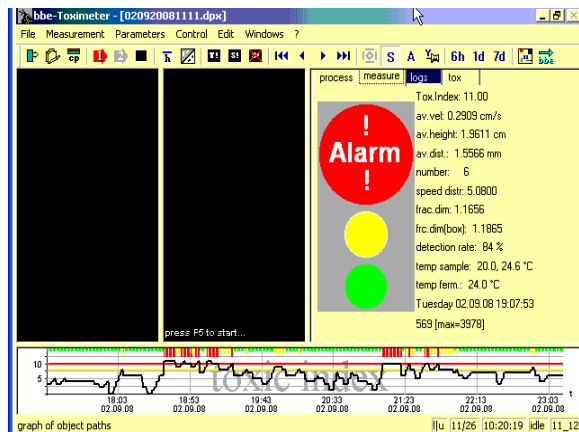 bbe-Toximeter - [020920081111.dpx]
File Measurement Parameters Control Edit Windows ?
cp T! S! S A 6h 1d 7d bbe
process measure logs tox
! Alarm !
Tox.Index: 11.00
av.vel: 0.2909 cm/s
av.height: 1.9611 cm
av.dist.: 1.5566 mm
number: 6
speed distr: 5.0800
frac.dim: 1.1656
frc.dim(box): 1.1865
detection rate: 84 %
temp sample: 20.0, 24.6 °C
temp ferm.: 24.0 °C
Tuesday 02.09.08 19:07:53
569 [max=3978]
press F5 to start...
10
5
toxic index
t
18:03 18:53 19:43 20:33 21:23 22:13 23:03
02.09.08 02.09.08 02.09.08 02.09.08 02.09.08 02.09.08 02.09.08
graph of object paths
11/26 10:20:19 idle 11_12